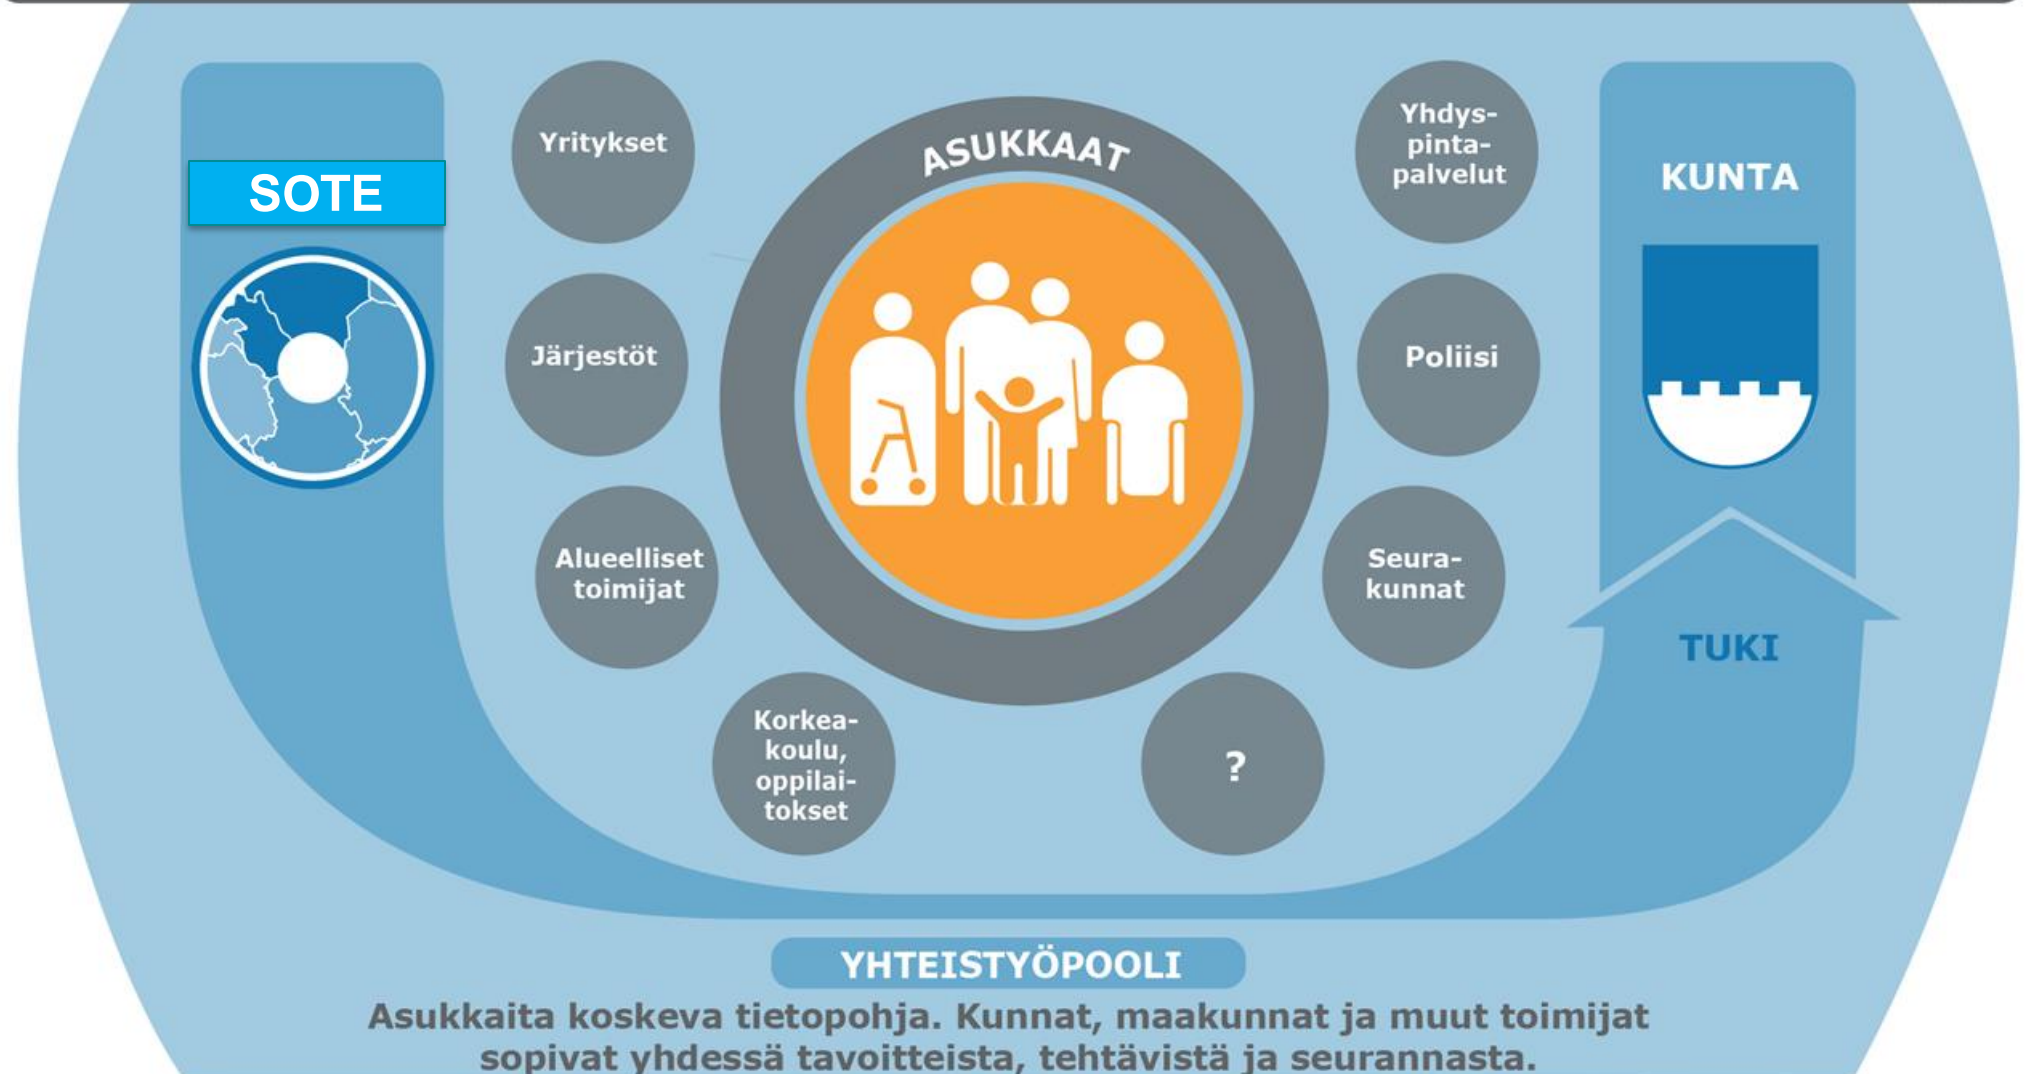 SOTE
Yritykset
Järjestöt
Alueelliset
toimijat
Korkea-
koulu,
oppilai-
tokset
ASUKKAAT
Yhdys-
pinta-
palvelut
Poliisi
Seura-
kunnat
?
KUNTA
TUKI
YHTEISTYÖPOOLI
Asukkaita koskeva tietopohja. Kunnat, maakunnat ja muut toimijat
sopivat yhdessä tavoitteista, tehtävistä ja seurannasta.